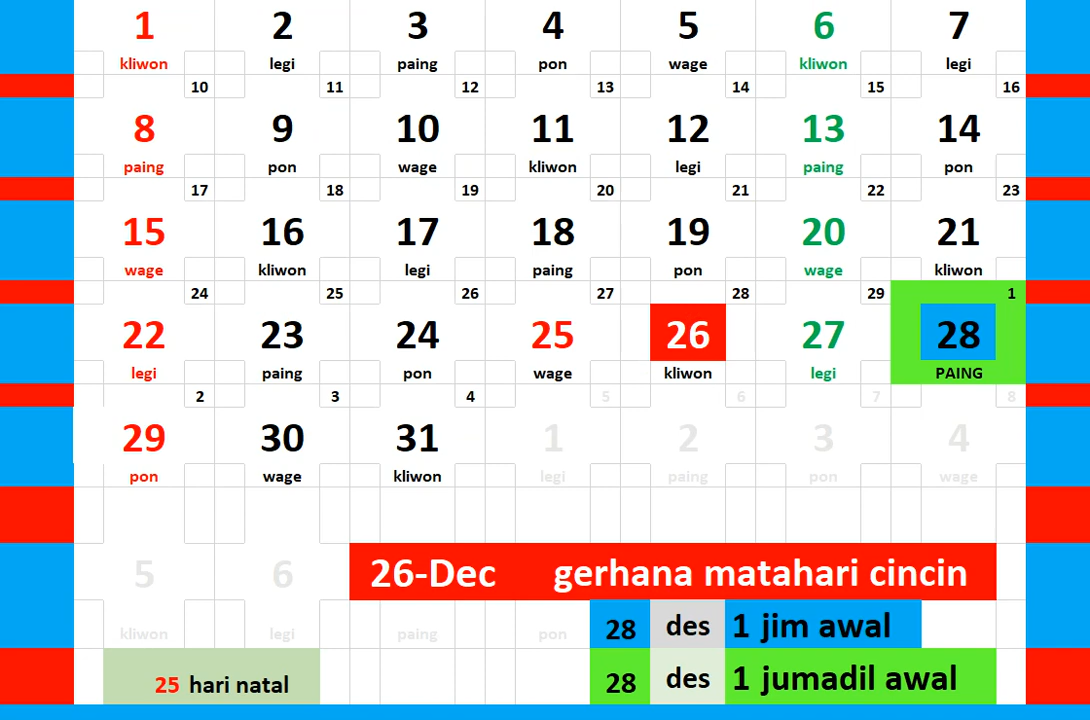 1 2 3 4 5 6 7
kliwon legi paing pon wage kliwon legi
10 11 12 13 14 15 16
8 9 10 11 12 13 14
paing pon wage kliwon legi paing pon
17 18 19 20 21 22 23
15 16 17 18 19 20 21
wage kliwon legi paing pon wage kliwon
24 25 26 27 28 29 1
22 23 24 25 26 27 28
legi paing pon wage kliwon legi PAING
2 3 4 5 6 7 8
29 30 31 1 2 3 4
pon wage kliwon legi paing pon wage
5 6 26-Dec gerhana matahari cincin
kliwon legi paing pon 28 des 1 jim awal
25 hari natal 28 des 1 jumadil awal